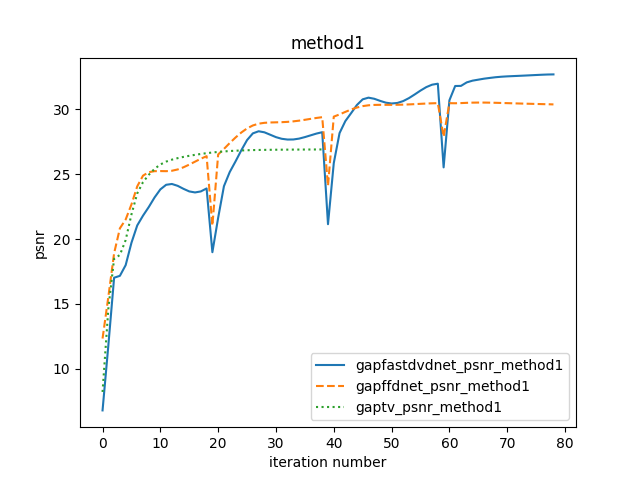 method1
psnr
30
25
20
15
10
0
10
20
30
40
50
60
70
80
iteration number
gapfastdvdnet_psnr_method1
gapffdnet_psnr_method1
gaptv_psnr_method1